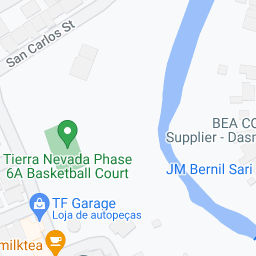 San Carlos St
BEA CO
Supplier - Dasm
Tierra Nevada Phase
6A Basketball Court
JM Bernil Sari
TF Garage
Loja de autopeças
milktea